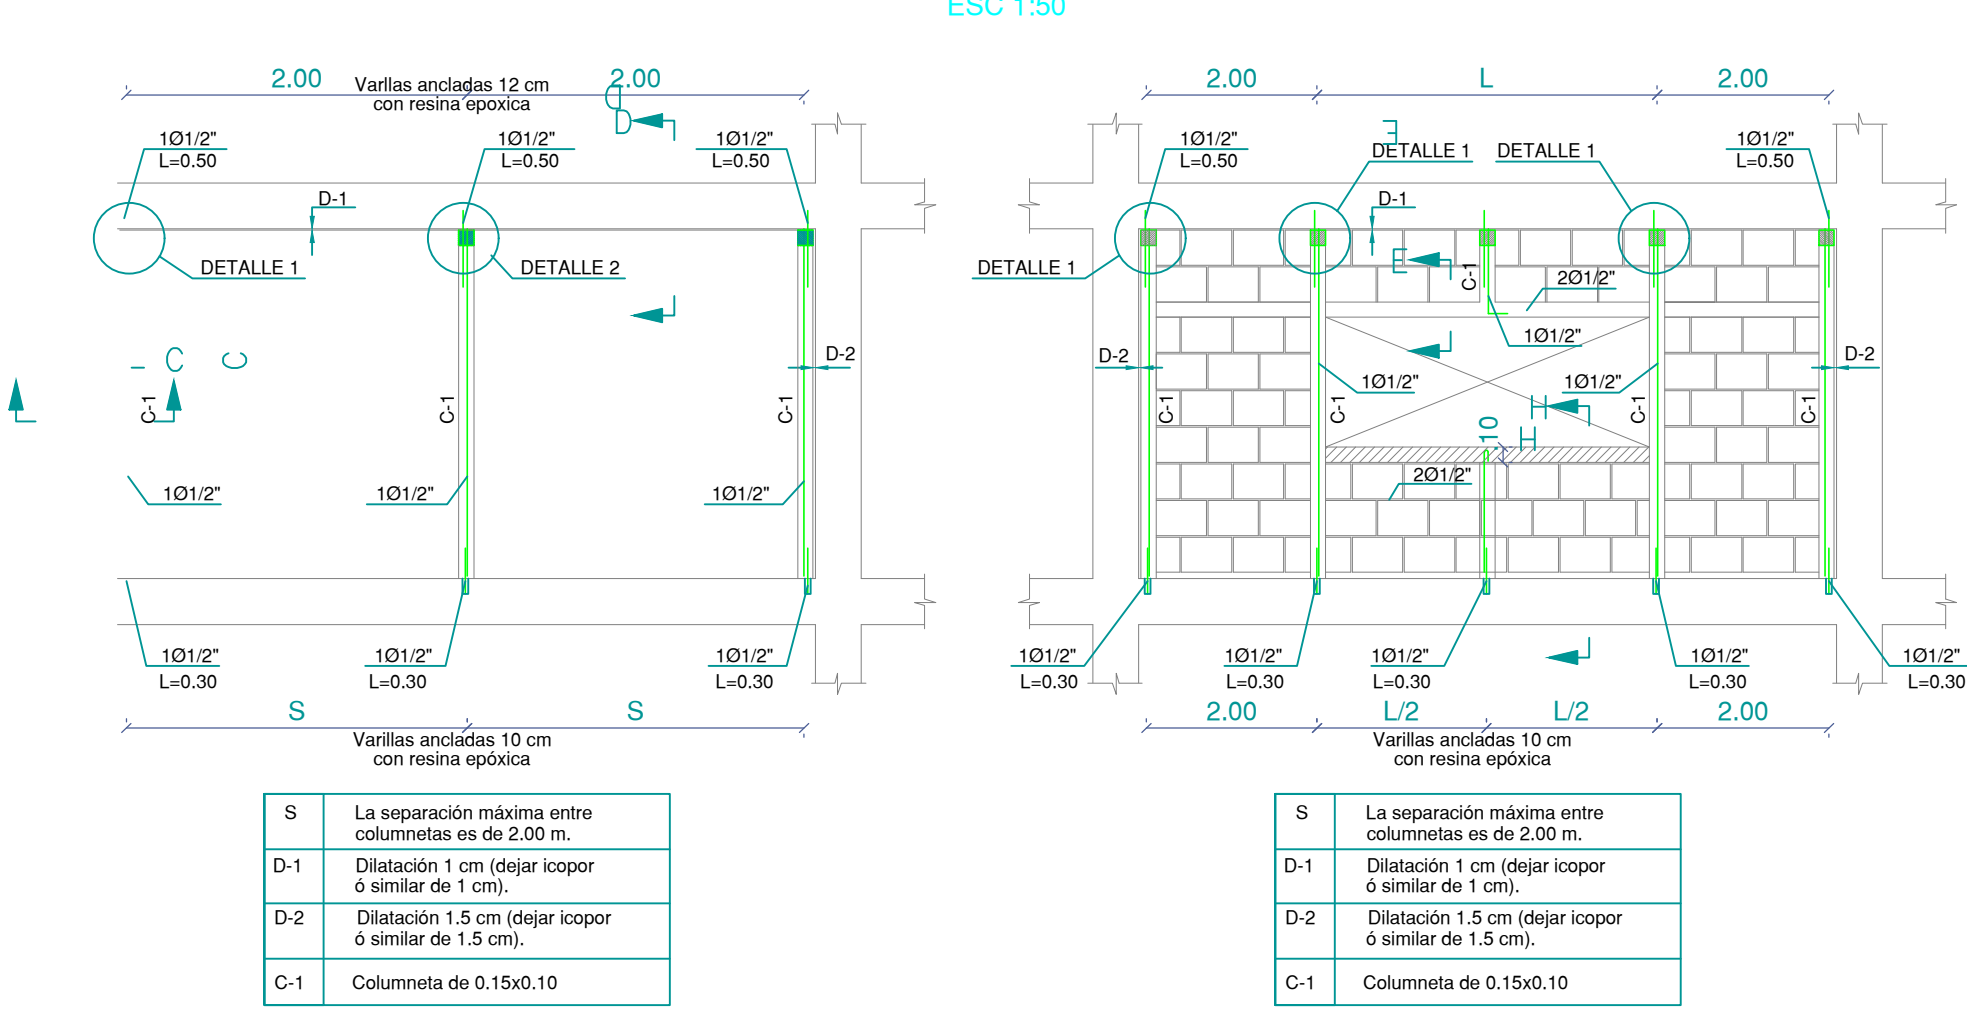 ESC 1:50
2.00
Varllas ancladas 12 cm
con resina epoxica
2.00
D
D
1Ø1/2"
L=0.50
1Ø1/2"
L=0.50
1Ø1/2"
L=0.50
D-1
DETALLE 1
DETALLE 2
C
C
D-2
C-1
C-1
C-1
1Ø1/2"
1Ø1/2"
1Ø1/2"
1Ø1/2"
L=0.30
1Ø1/2"
L=0.30
1Ø1/2"
L=0.30
S
S
Varillas ancladas 10 cm
con resina epóxica
S
La separación máxima entre
columnetas es de 2.00 m.
D-1
Dilatación 1 cm (dejar icopor
ó similar de 1 cm).
D-2
Dilatación 1.5 cm (dejar icopor
ó similar de 1.5 cm).
C-1
Columneta de 0.15x0.10
2.00
L
2.00
E
1Ø1/2"
L=0.50
DETALLE 1
DETALLE 1
1Ø1/2"
L=0.50
D-1
DETALLE 1
E
C-1
2Ø1/2"
1Ø1/2"
D-2
D-2
1Ø1/2"
1Ø1/2"
C-1
C-1
C-1
C-1
H
.10
H
2Ø1/2"
1Ø1/2"
L=0.30
1Ø1/2"
L=0.30
1Ø1/2"
L=0.30
1Ø1/2"
L=0.30
1Ø1/2"
L=0.30
2.00
L/2
L/2
2.00
Varillas ancladas 10 cm
con resina epóxica
S
La separación máxima entre
columnetas es de 2.00 m.
D-1
Dilatación 1 cm (dejar icopor
ó similar de 1 cm).
D-2
Dilatación 1.5 cm (dejar icopor
ó similar de 1.5 cm).
C-1
Columneta de 0.15x0.10